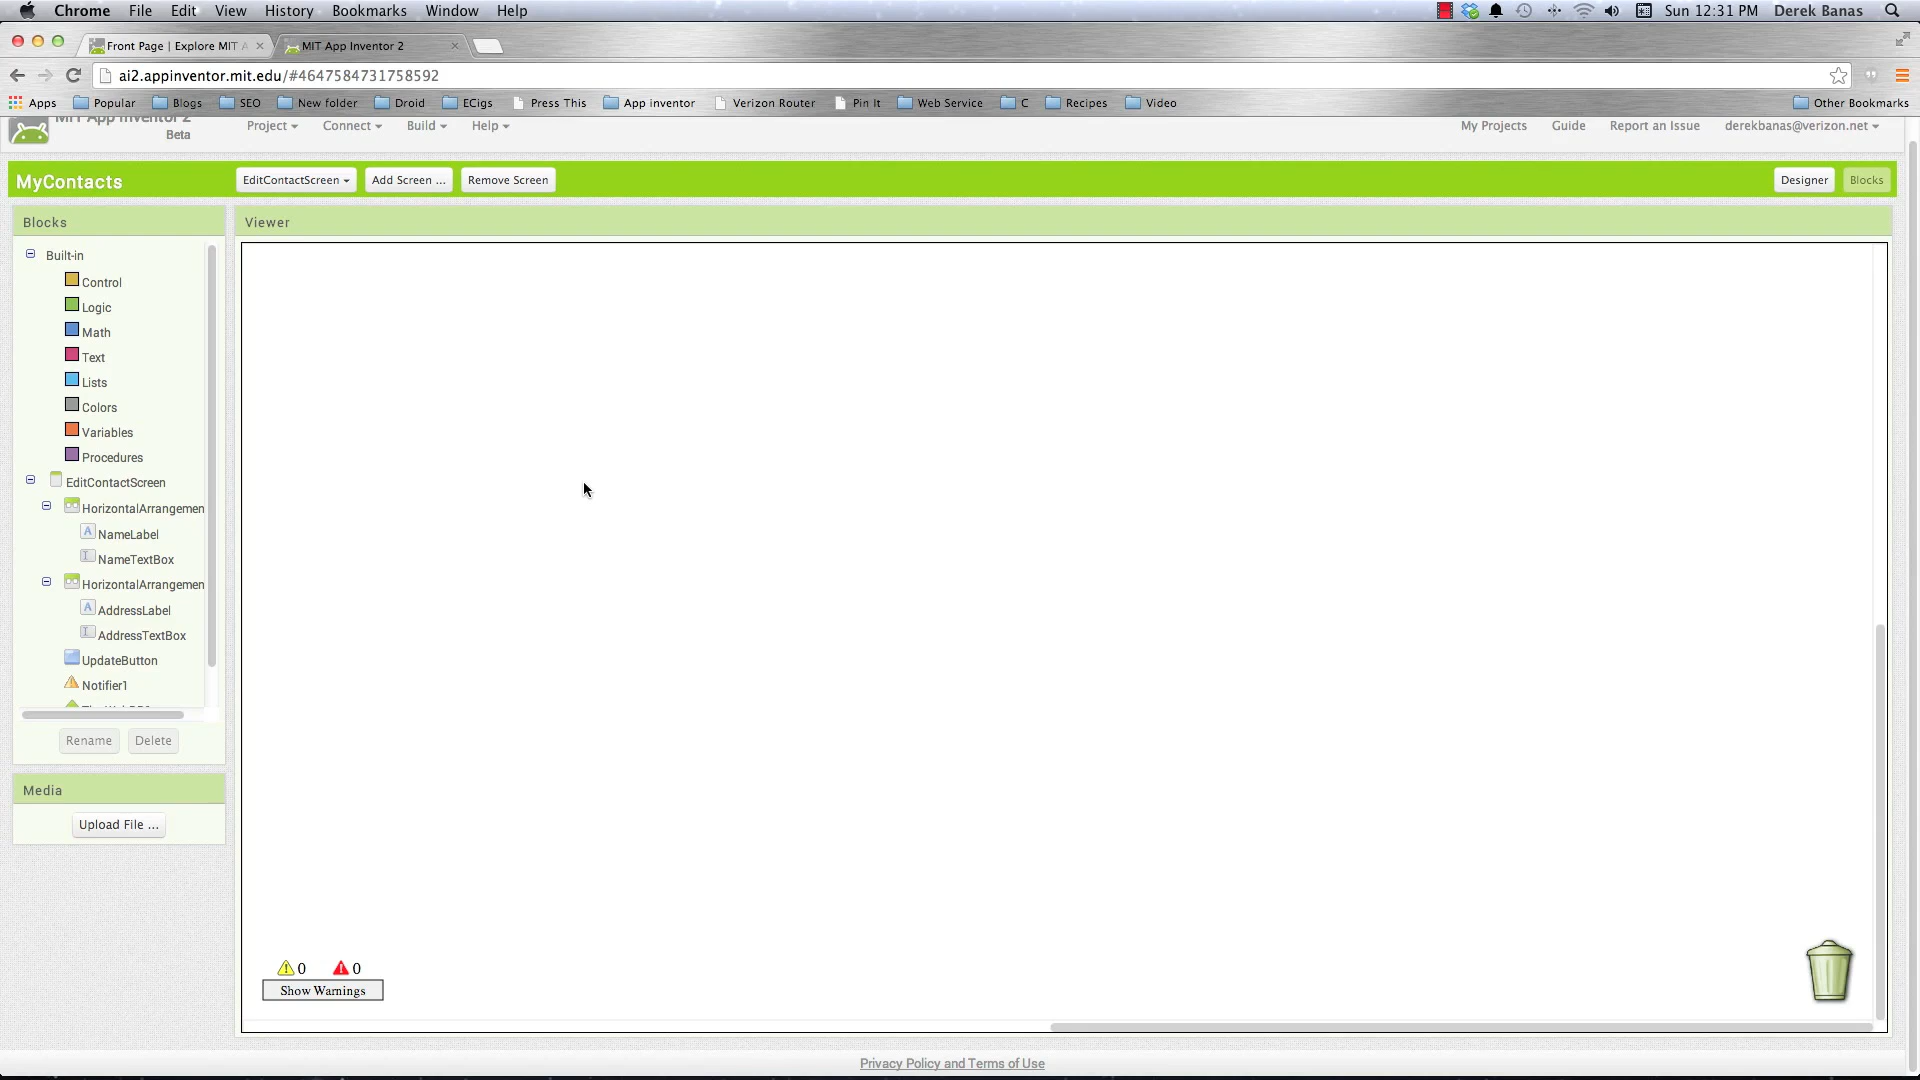 Chrome File Edit View History Bookmarks Window Help Sun 12:31 PM Derek Banas
Front Page | Explore MIT A MIT App Inventor 2
ai2.appinventor.mit.edu/#4647584731758592
Apps Popular Blogs SEO New folder Droid ECigs Press This App inventor Verizon Router Pin It Web Service C Recipes Video Other Bookmarks
MIT App Inventor 2
Beta
Project Connect Build Help My Projects Guide Report an Issue derekbanas@verizon.net
MyContacts EditContactScreen Add Screen ... Remove Screen Designer Blocks
Blocks Viewer
Built-in
Control
Logic
Math
Text
Lists
Colors
Variables
Procedures
EditContactScreen
HorizontalArrangemen
NameLabel
NameTextBox
HorizontalArrangemen
AddressLabel
AddressTextBox
UpdateButton
Notifier1
Rename Delete
Media
Upload File ...
0 0
Show Warnings
Privacy Policy and Terms of Use